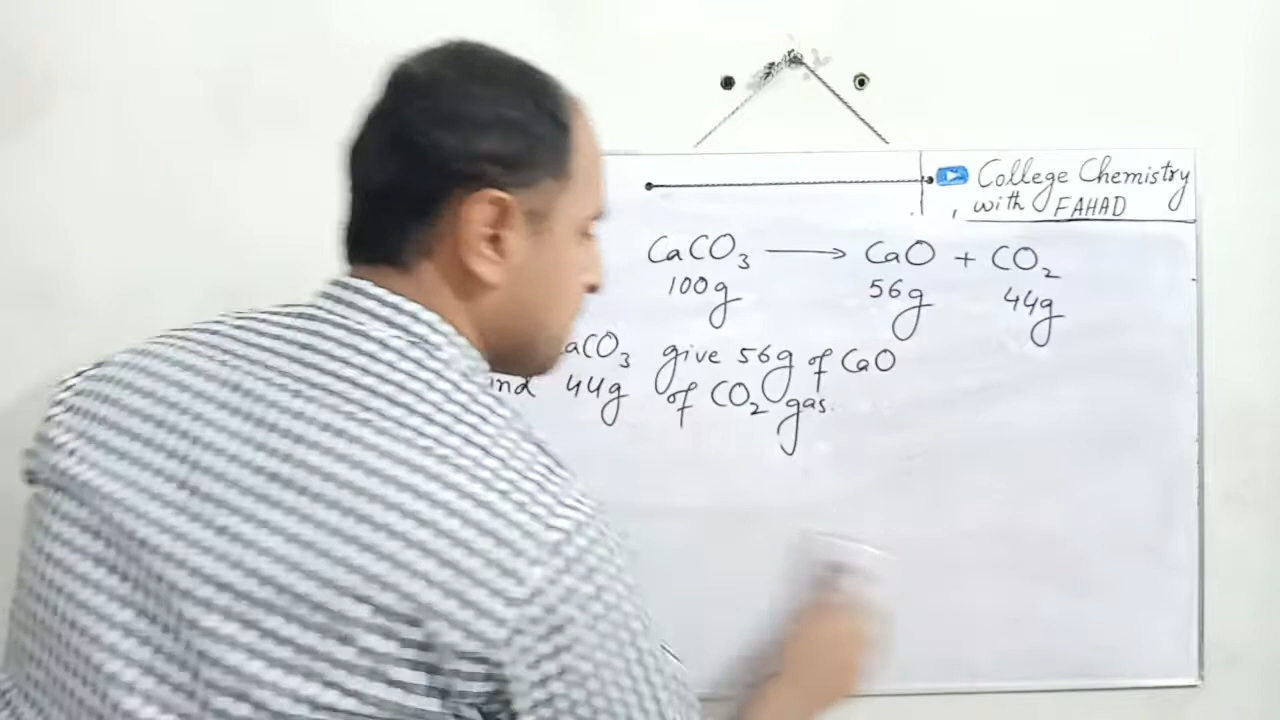 College Chemistry
with FAHAD
CaCO₃ ⟶ CaO + CO₂
100g 56g 44g
aCO₃ give 56g of CaO
nd 44g of CO₂ gas.